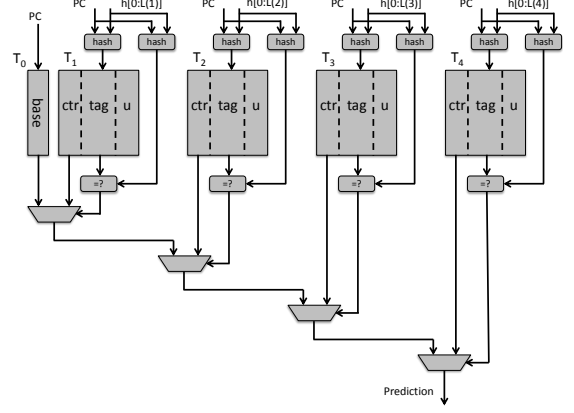 PC h[0:L(1)] PC h[0:L(2)] PC h[0:L(3)] PC h[0:L(4)]
PC
hash hash hash hash hash hash hash hash
T0 T1 T2 T3 T4
base ctr tag u ctr tag u ctr tag u ctr tag u
=? =? =? =?
Prediction